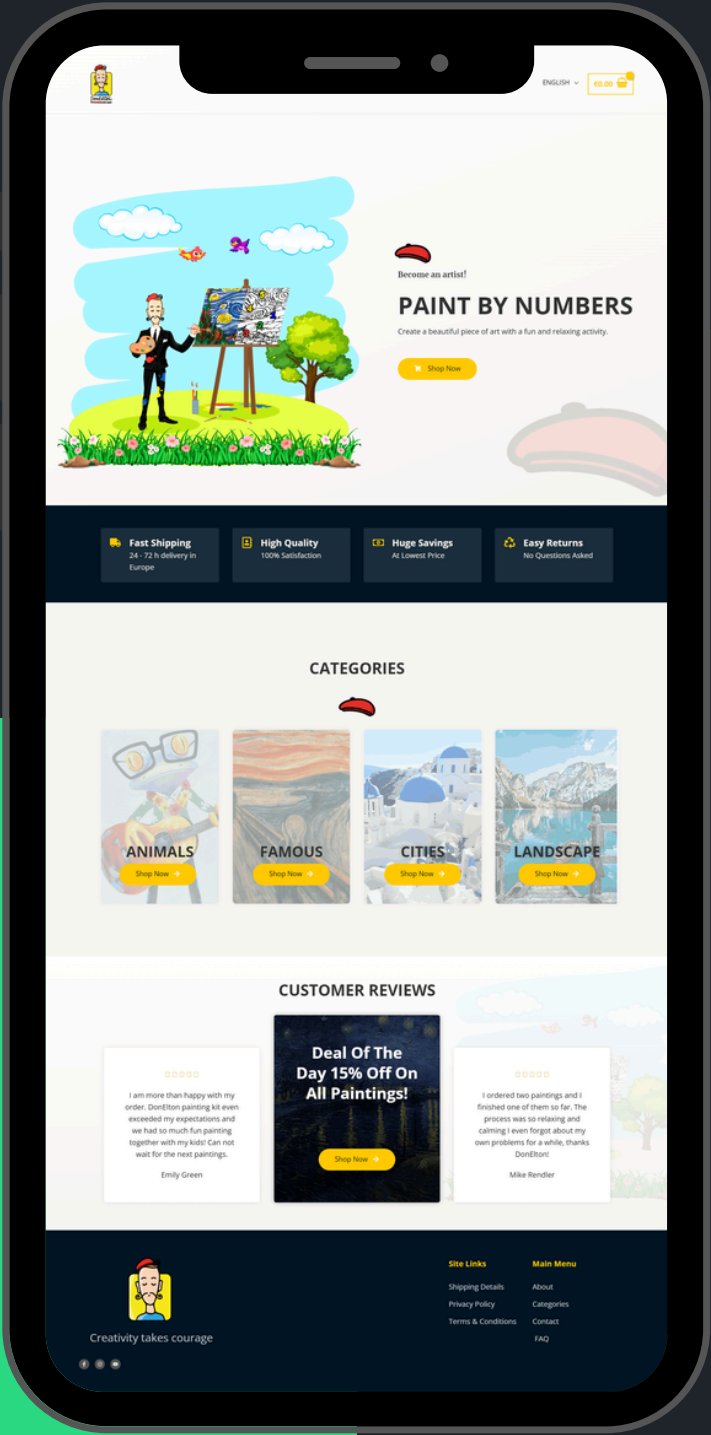 ENGLISH
€0.00
Become an artist!
PAINT BY NUMBERS
Create a beautiful piece of art with a fun and relaxing activity.
Shop Now
Fast Shipping
24 - 72 h delivery in
Europe
High Quality
100% Satisfaction
Huge Savings
At Lowest Price
Easy Returns
No Questions Asked
CATEGORIES
ANIMALS
Shop Now
FAMOUS
Shop Now
CITIES
Shop Now
LANDSCAPE
Shop Now
CUSTOMER REVIEWS
I am more than happy with my
order. DonElton painting kit even
exceeded my expectations and
we had so much fun painting
together with my kids! Can not
wait for the next paintings.
Emily Green
Deal Of The
Day 15% Off On
All Paintings!
Shop Now
I ordered two paintings and I
finished one of them so far. The
process was so relaxing and
calming I even forgot about my
own problems for a while, thanks
DonElton!
Mike Rendler
Creativity takes courage
Site Links
Shipping Details
Privacy Policy
Terms & Conditions
Main Menu
About
Categories
Contact
FAQ